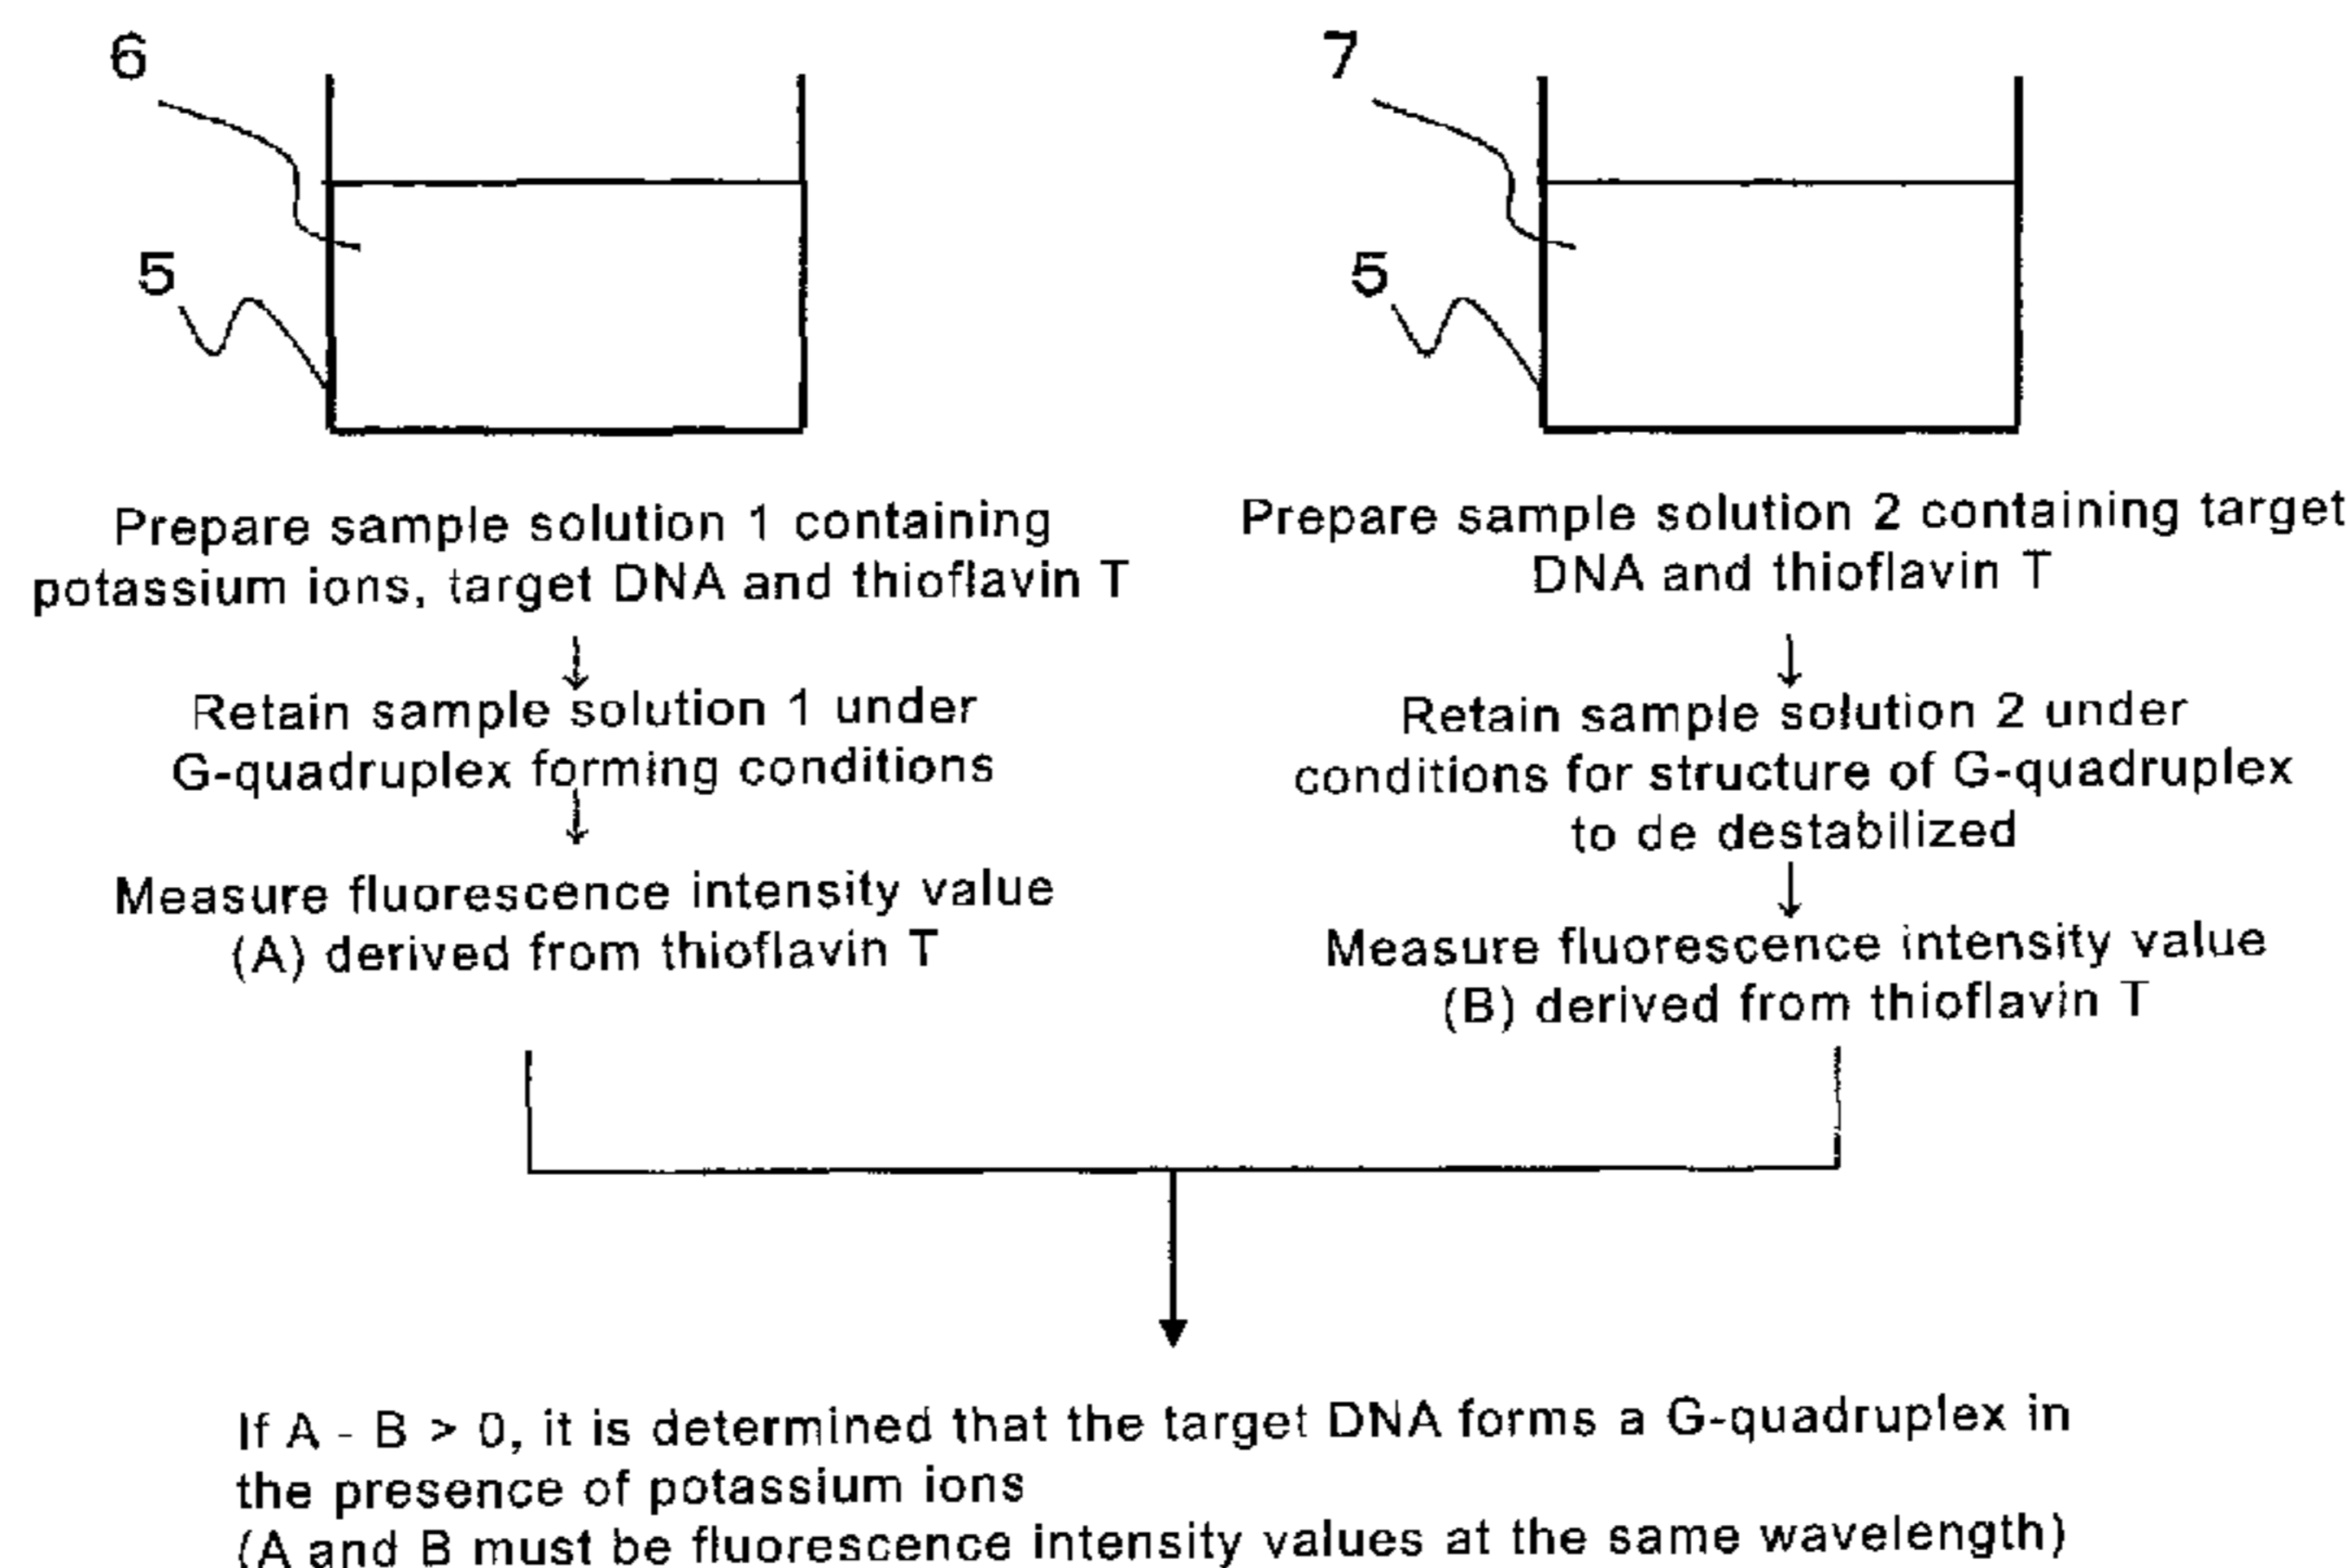 6
5
7
5
Prepare sample solution 1 containing
potassium ions, target DNA and thioflavin T
Retain sample solution 1 under
G-quadruplex forming conditions
Measure fluorescence intensity value
(A) derived from thioflavin T
Prepare sample solution 2 containing target
DNA and thioflavin T
Retain sample solution 2 under
conditions for structure of G-quadruplex
to de destabilized
Measure fluorescence intensity value
(B) derived from thioflavin T
If A - B > 0, it is determined that the target DNA forms a G-quadruplex in
the presence of potassium ions
(A and B must be fluorescence intensity values at the same wavelength)